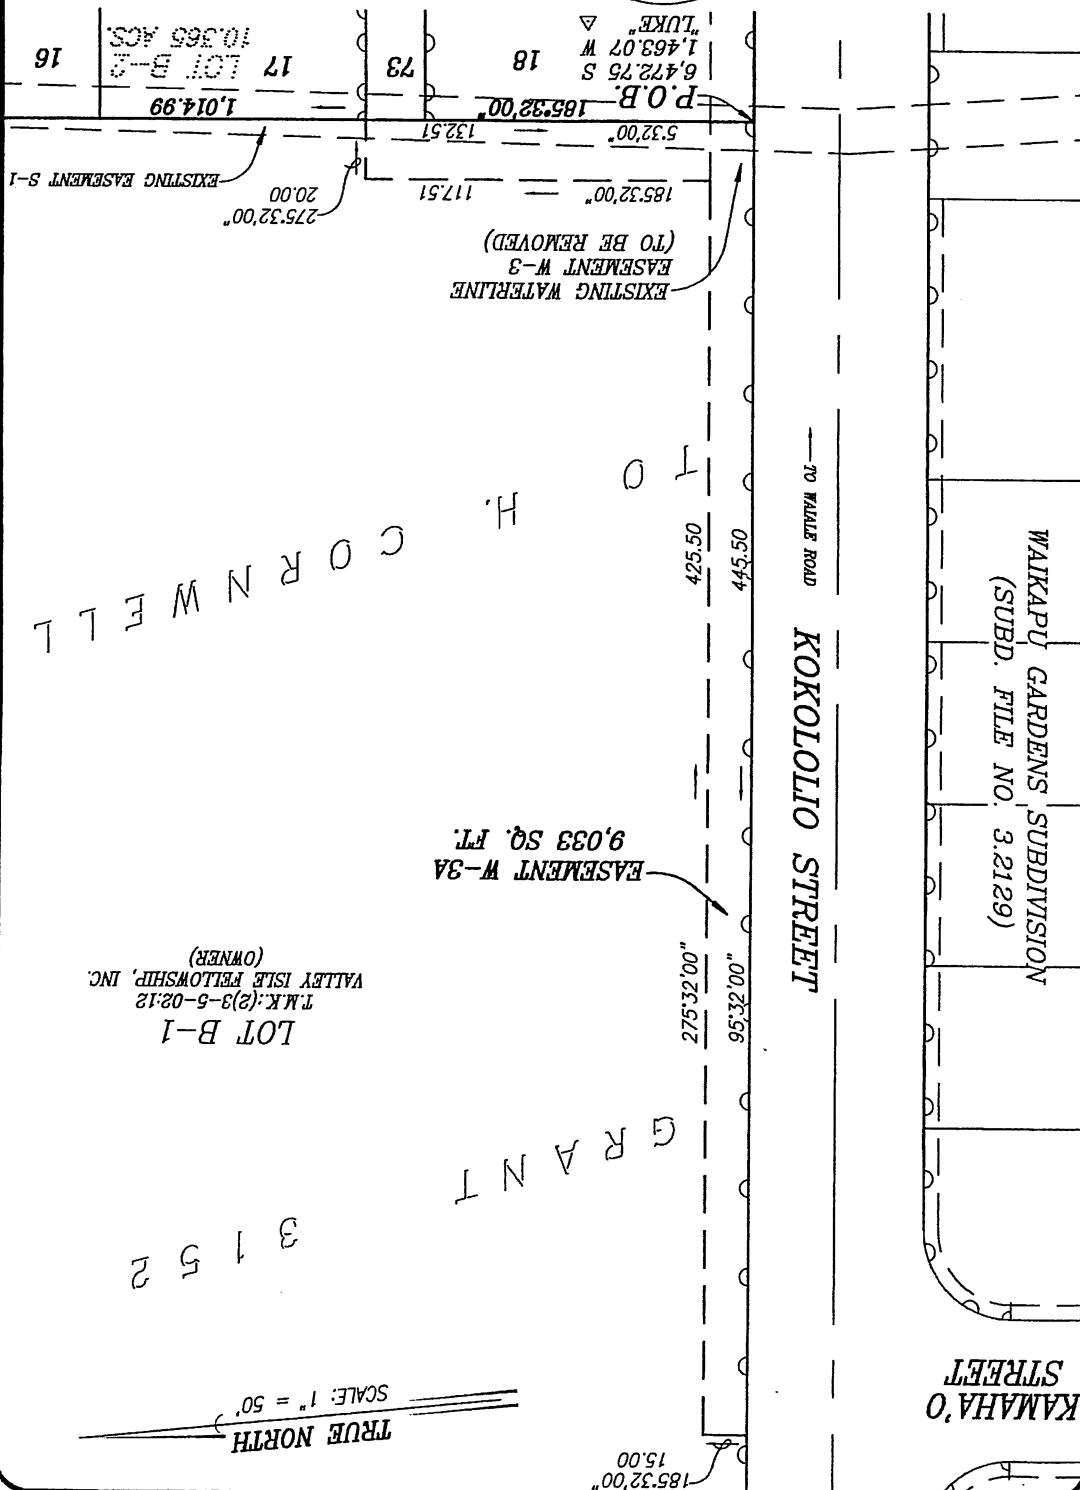 KAMAHA'O
STREET
185°32'00"
15.00
TRUE NORTH
SCALE: 1" = 50'
GRANT 3152
LOT B-1
T.M.K.:(2)3-5-02:12
VALLEY ISLE FELLOWSHIP, INC.
(OWNER)
EASEMENT W-3A
9,033 SQ. FT.
275°32'00"
425.50
95°32'00"
445.50
KOKOLOLIO STREET
TO WAIALE ROAD
WAIKAPU GARDENS SUBDIVISION
(SUBD. FILE NO. 3.2129)
TO H. CORNWELL
EXISTING WATERLINE
EASEMENT W-3
(TO BE REMOVED)
275°32'00"
20.00
185°32'00"
117.51
EXISTING EASEMENT S-1
5°32'00"
132.51
P.O.B.
185°32'00"
1,014.99
6,472.75 S
1,463.07 W
"LUKE" △
18
73
17
LOT B-2
10.365 ACS.
16